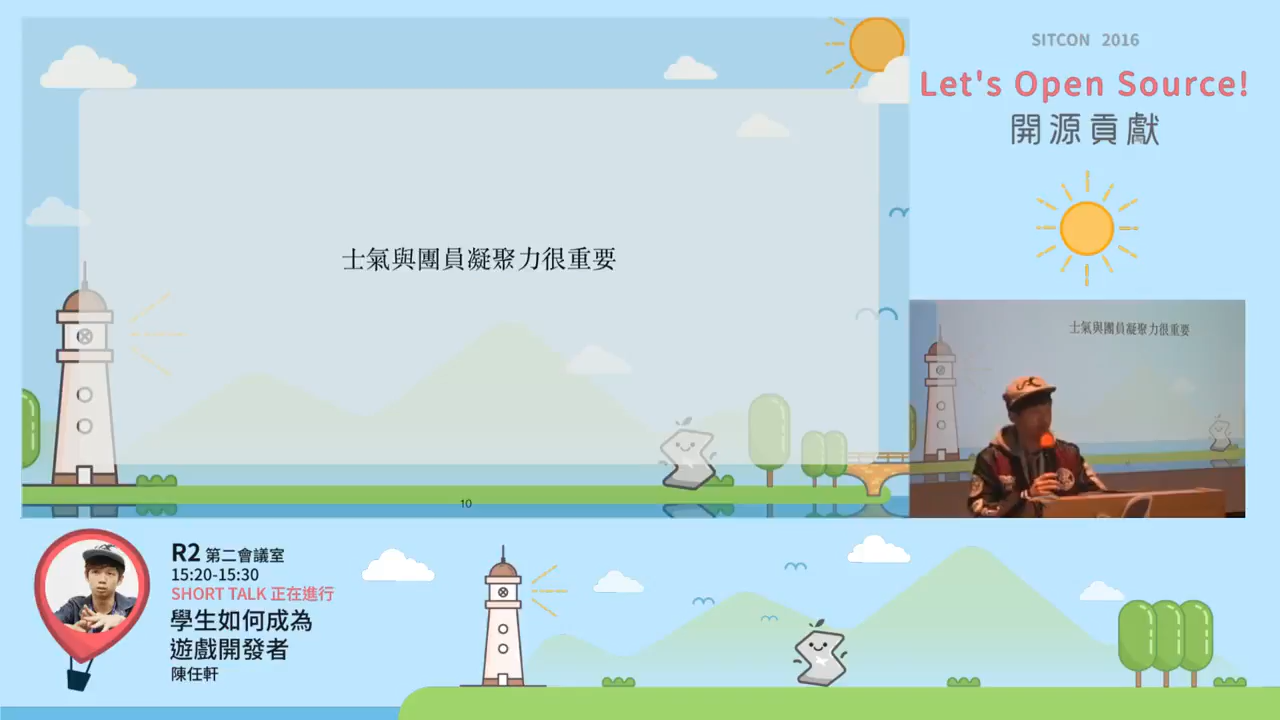 士氣與團員凝聚力很重要
10
SITCON 2016
Let's Open Source!
開源貢獻
士氣與團員凝聚力很重要
R2 第二會議室
15:20-15:30
SHORT TALK 正在進行
學生如何成為
遊戲開發者
陳任軒